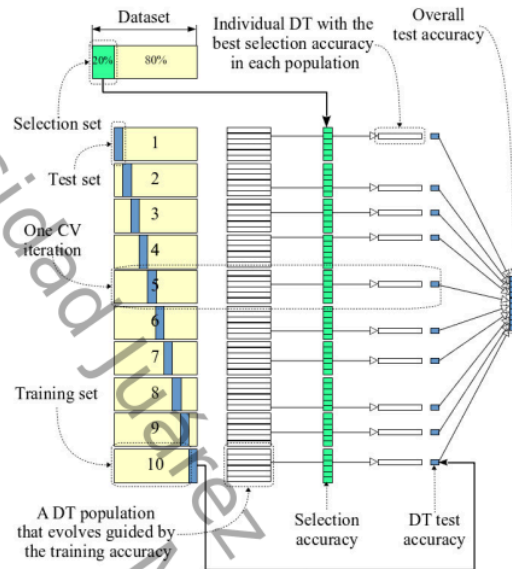 Dataset
Individual DT with the
best selection accuracy
in each population
Overall
test accuracy
20%
80%
Selection set
Test set
One CV
iteration
Training set
1
2
3
4
5
6
7
8
9
10
A DT population
that evolves guided by
the training accuracy
Selection
accuracy
DT test
accuracy
idad Juárez